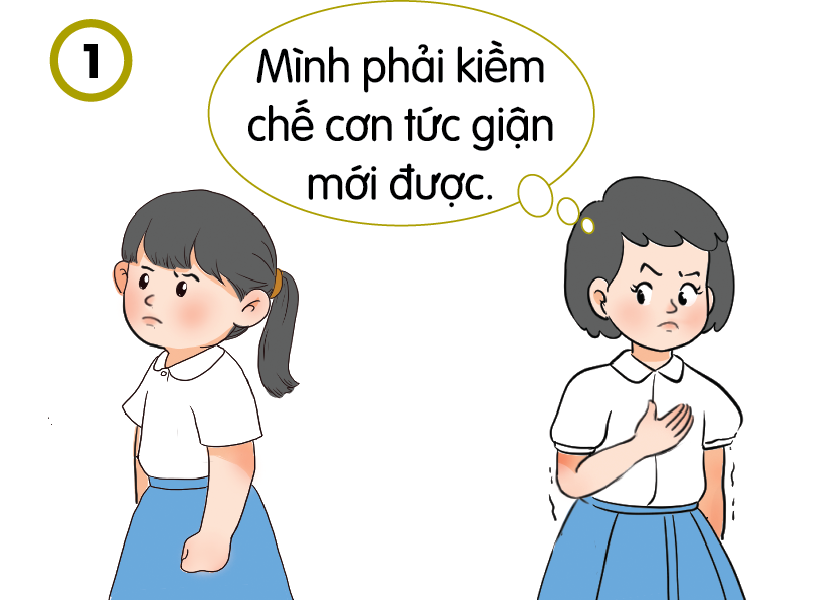 1
Mình phải kiềm
chế cơn tức giận
mới được.